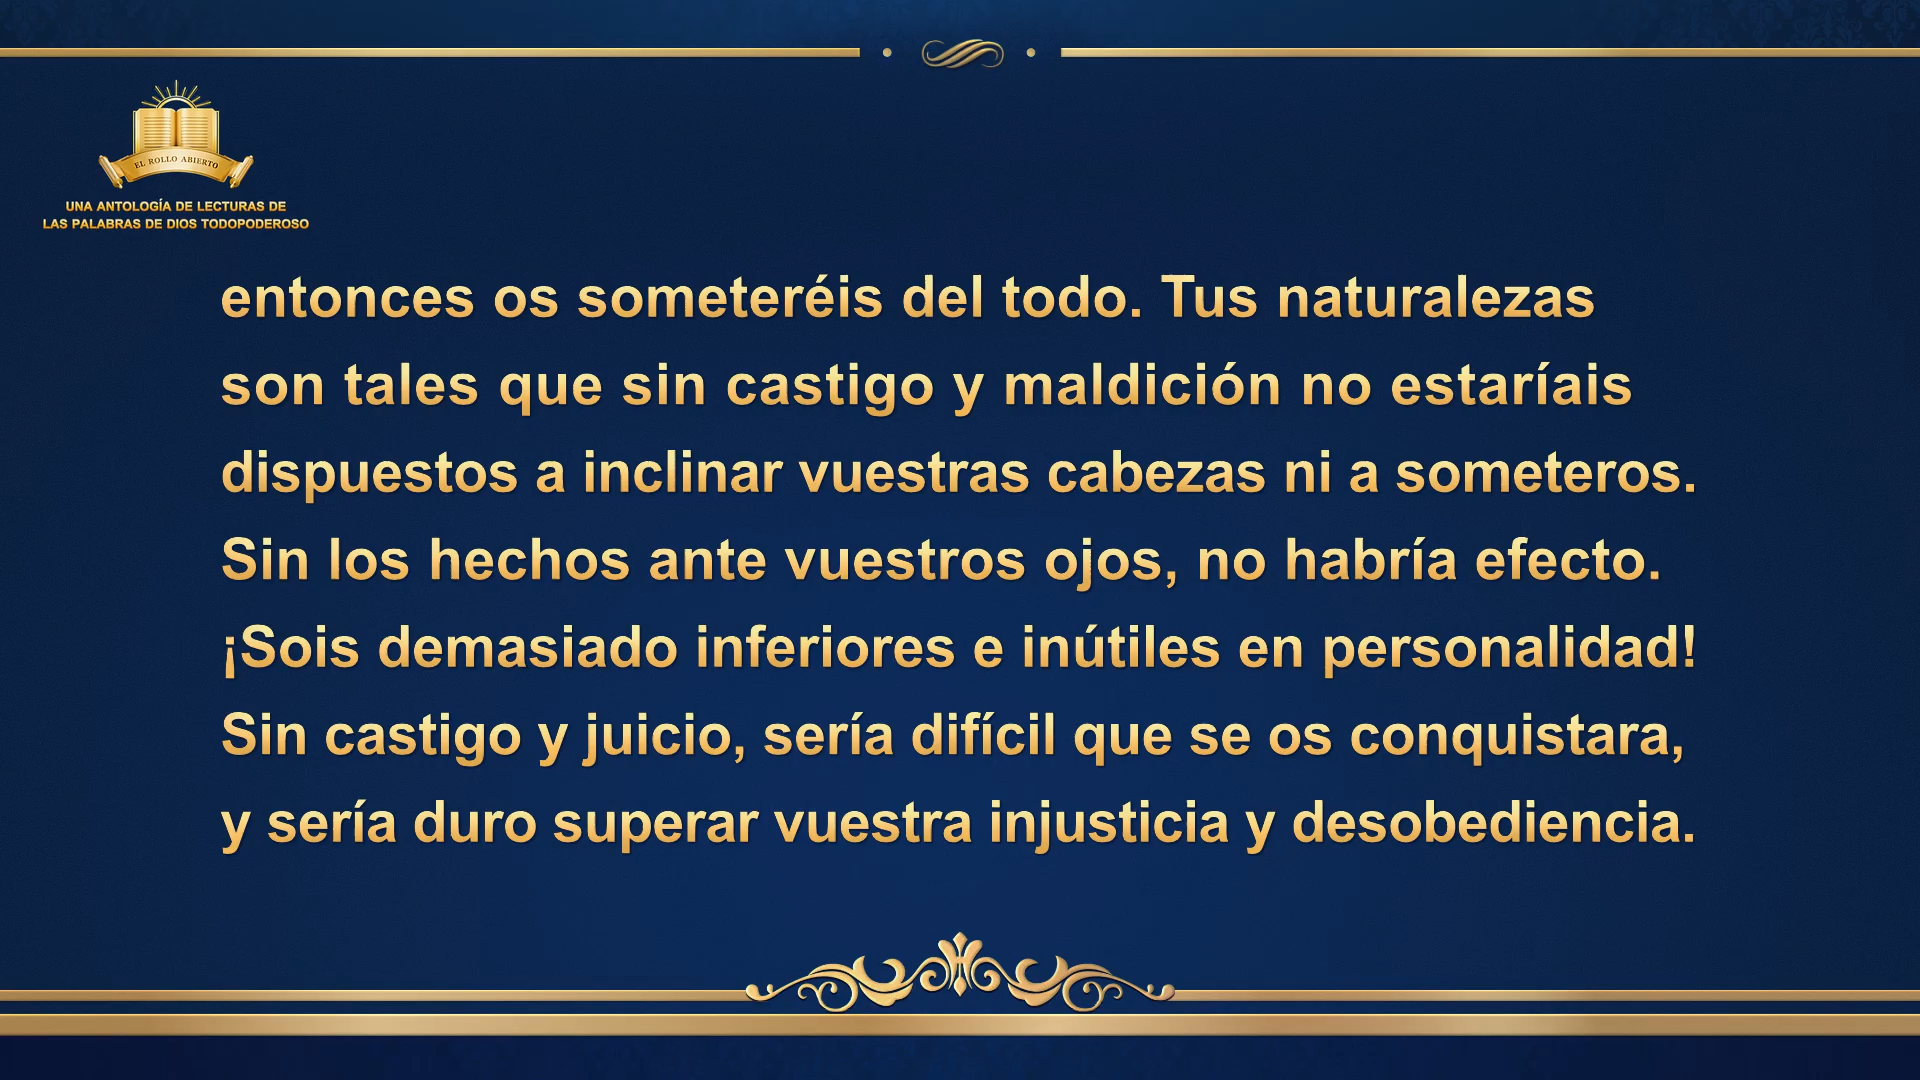 EL ROLLO ABIERTO
UNA ANTOLOGÍA DE LECTURAS DE
LAS PALABRAS DE DIOS TODOPODEROSO
entonces os someteréis del todo. Tus naturalezas
son tales que sin castigo y maldición no estaríais
dispuestos a inclinar vuestras cabezas ni a someteros.
Sin los hechos ante vuestros ojos, no habría efecto.
¡Sois demasiado inferiores e inútiles en personalidad!
Sin castigo y juicio, sería difícil que se os conquistara,
y sería duro superar vuestra injusticia y desobediencia.